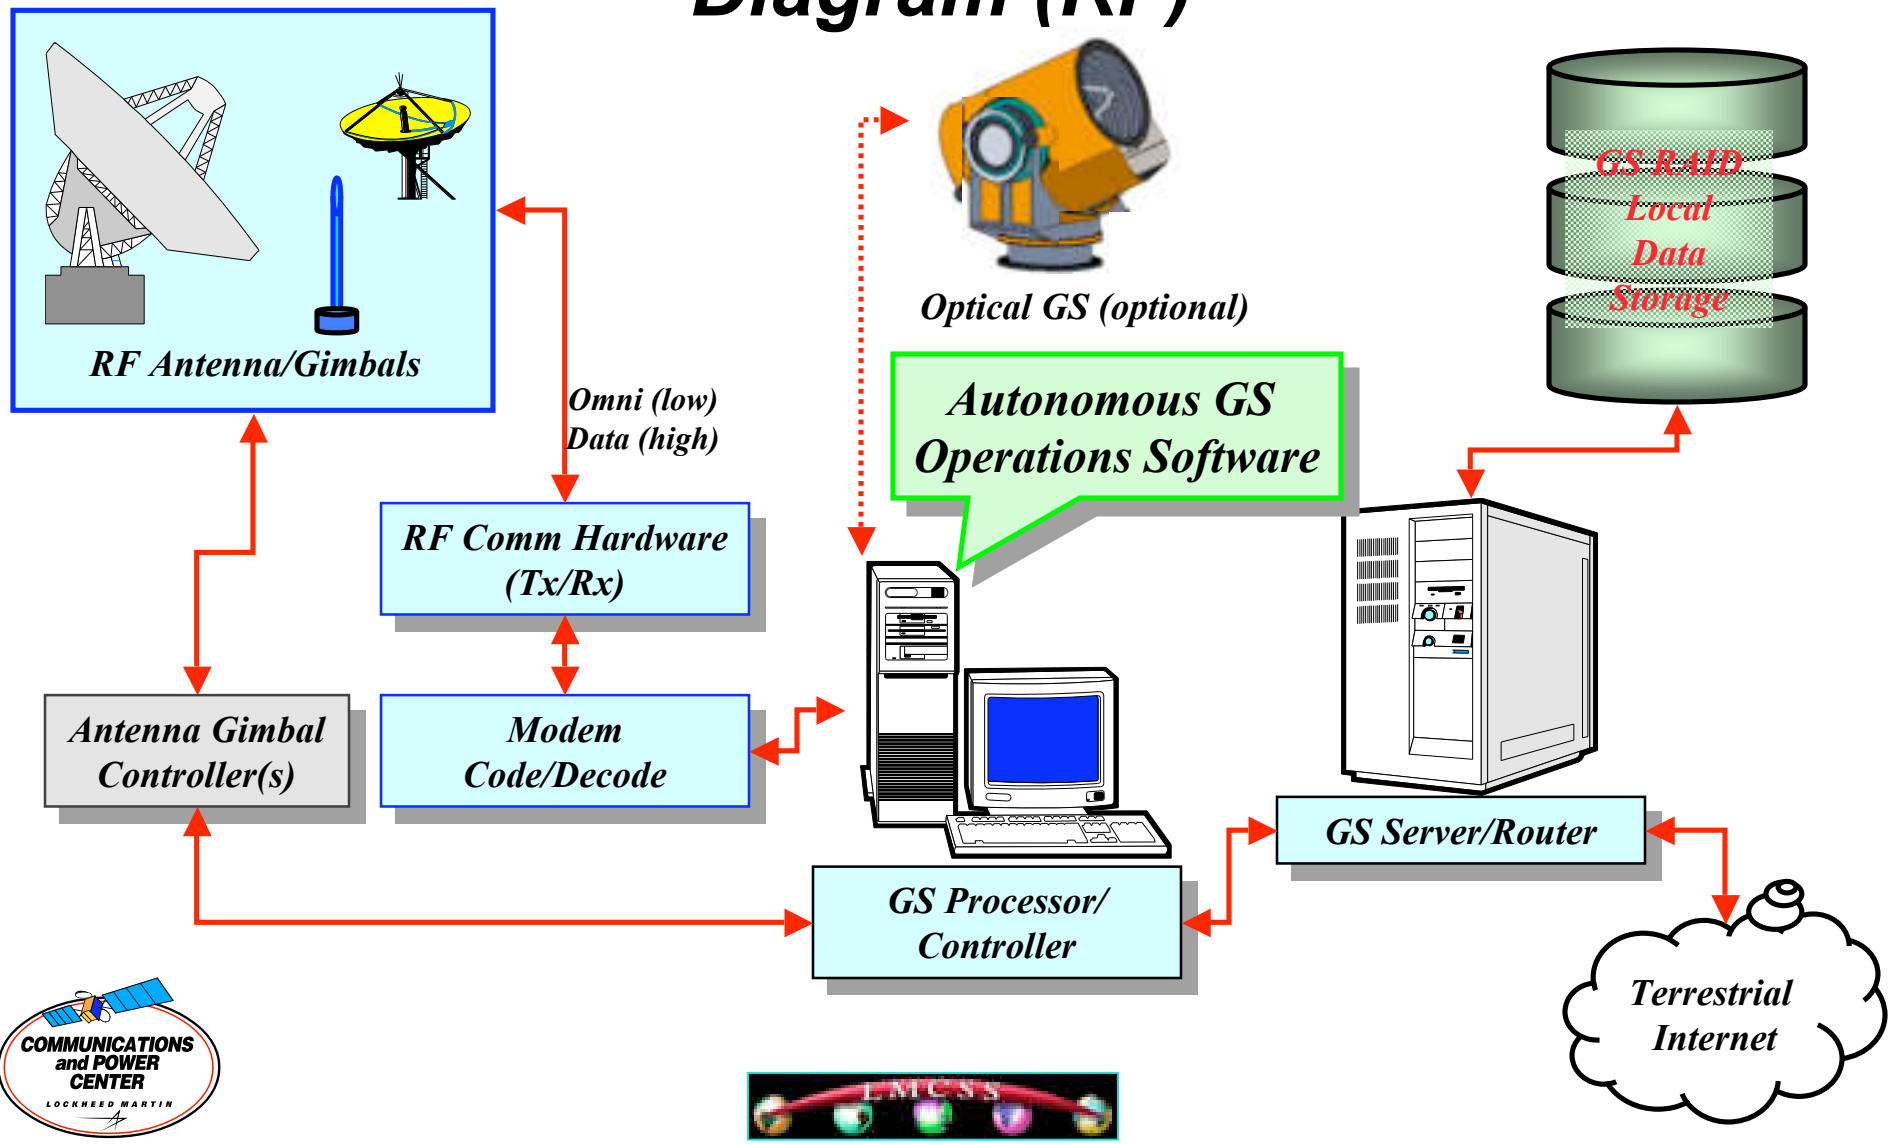 Diagram (RF)
RF Antenna/Gimbals
Omni (low)
Data (high)
Optical GS (optional)
GS RAID
Local
Data
Storage
Autonomous GS
Operations Software
RF Comm Hardware
(Tx/Rx)
Antenna Gimbal
Controller(s)
Modem
Code/Decode
GS Server/Router
GS Processor/
Controller
Terrestrial
Internet
COMMUNICATIONS
and POWER
CENTER
LOCKHEED MARTIN
LMCSS